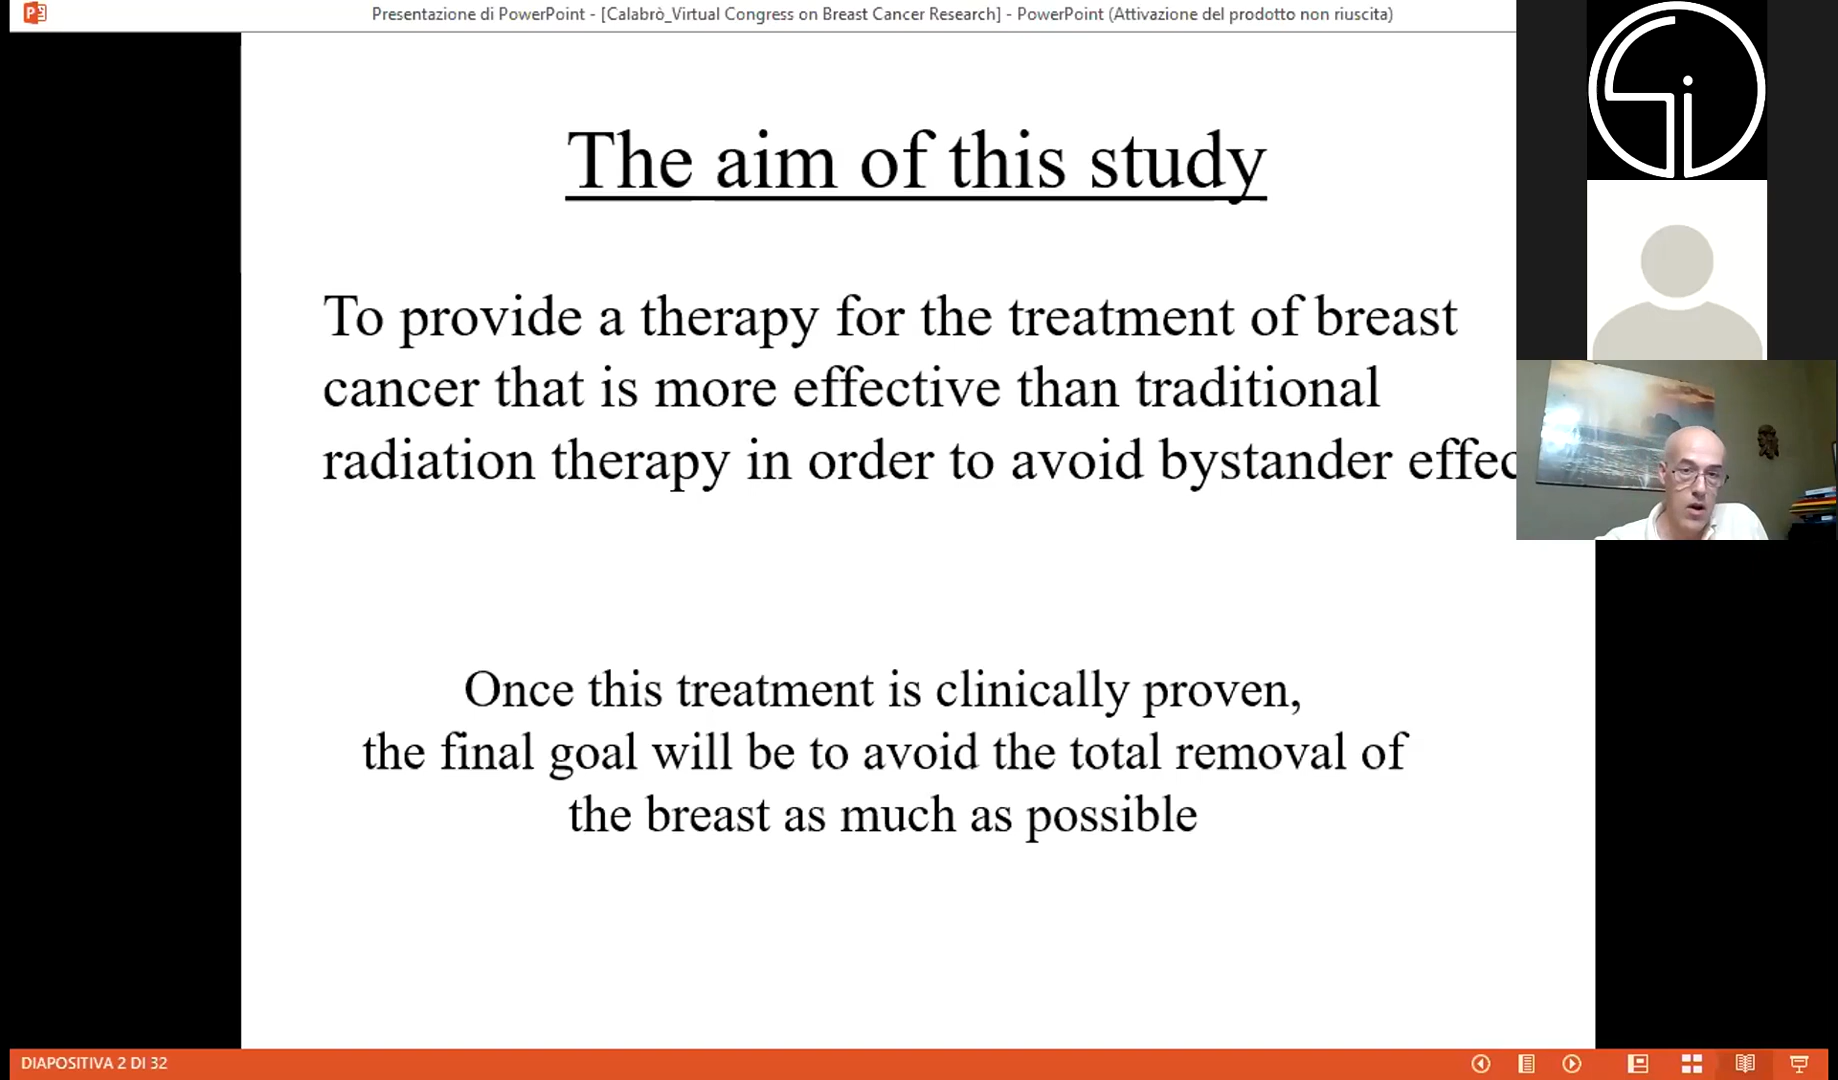 Presentazione di PowerPoint - [Calabrò_Virtual Congress on Breast Cancer Research] - PowerPoint (Attivazione del prodotto non riuscita)
The aim of this study
To provide a therapy for the treatment of breast
cancer that is more effective than traditional
radiation therapy in order to avoid bystander effec
Once this treatment is clinically proven,
the final goal will be to avoid the total removal of
the breast as much as possible
DIAPOSITIVA 2 DI 32